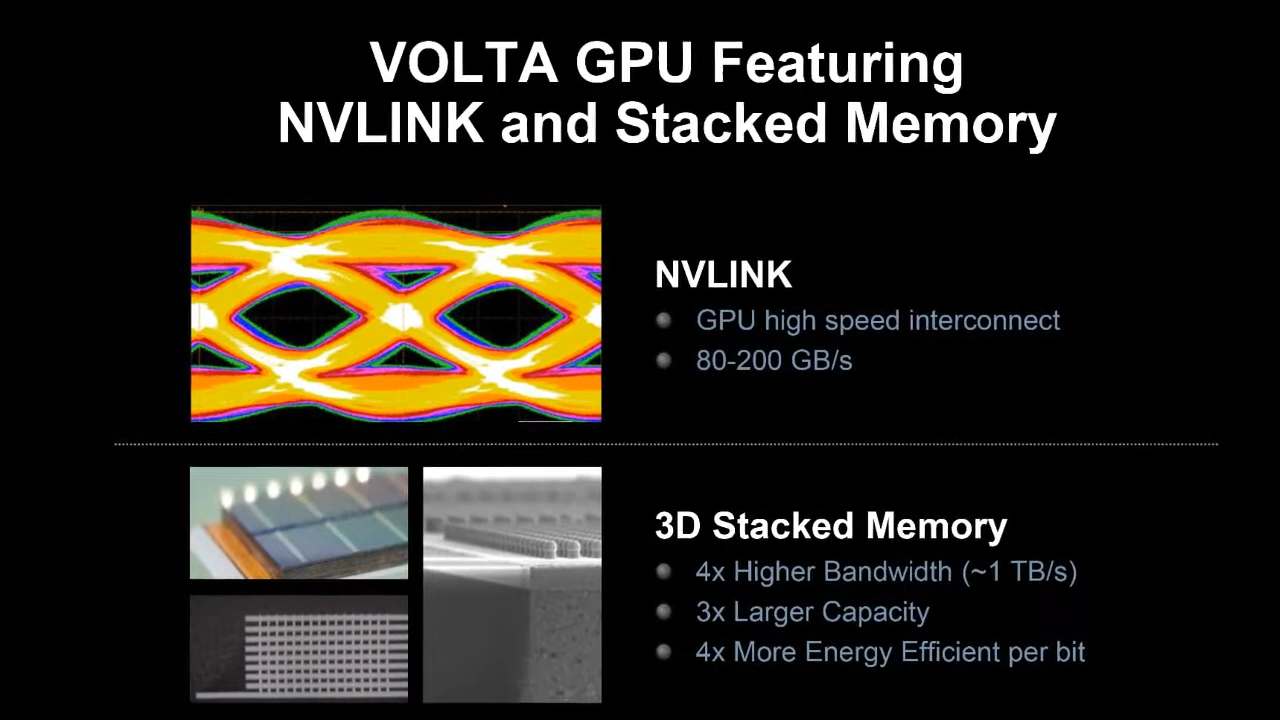 VOLTA GPU Featuring
NVLINK and Stacked Memory
NVLINK
GPU high speed interconnect
80-200 GB/s
3D Stacked Memory
4x Higher Bandwidth (~1 TB/s)
3x Larger Capacity
4x More Energy Efficient per bit